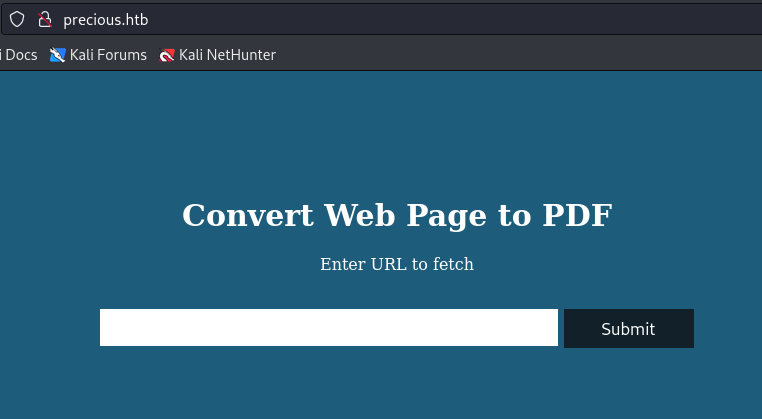 precious.htb
i Docs Kali Forums Kali NetHunter
Convert Web Page to PDF
Enter URL to fetch
Submit